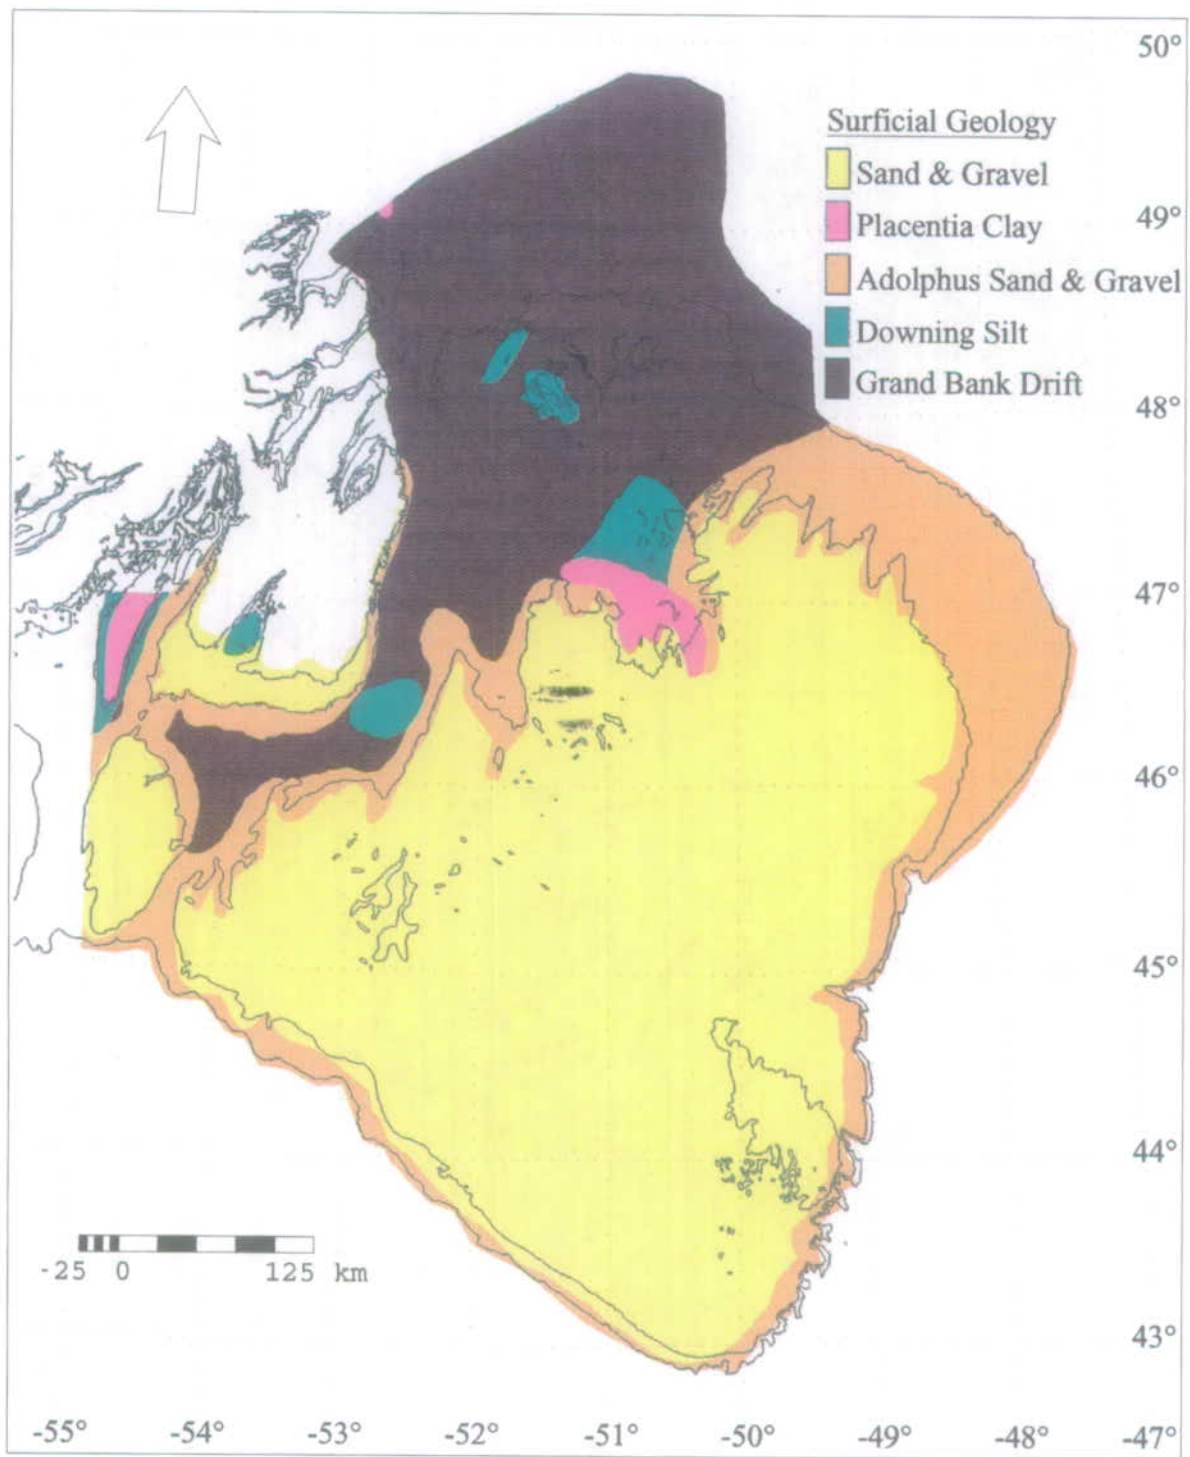 50°
Surficial Geology
Sand & Gravel
Placentia Clay
49°
Adolphus Sand & Gravel
Downing Silt
Grand Bank Drift
48°
47°
46°
45°
44°
-25 0 125 km
43°
-55° -54° -53° -52° -51° -50° -49° -48° -47°